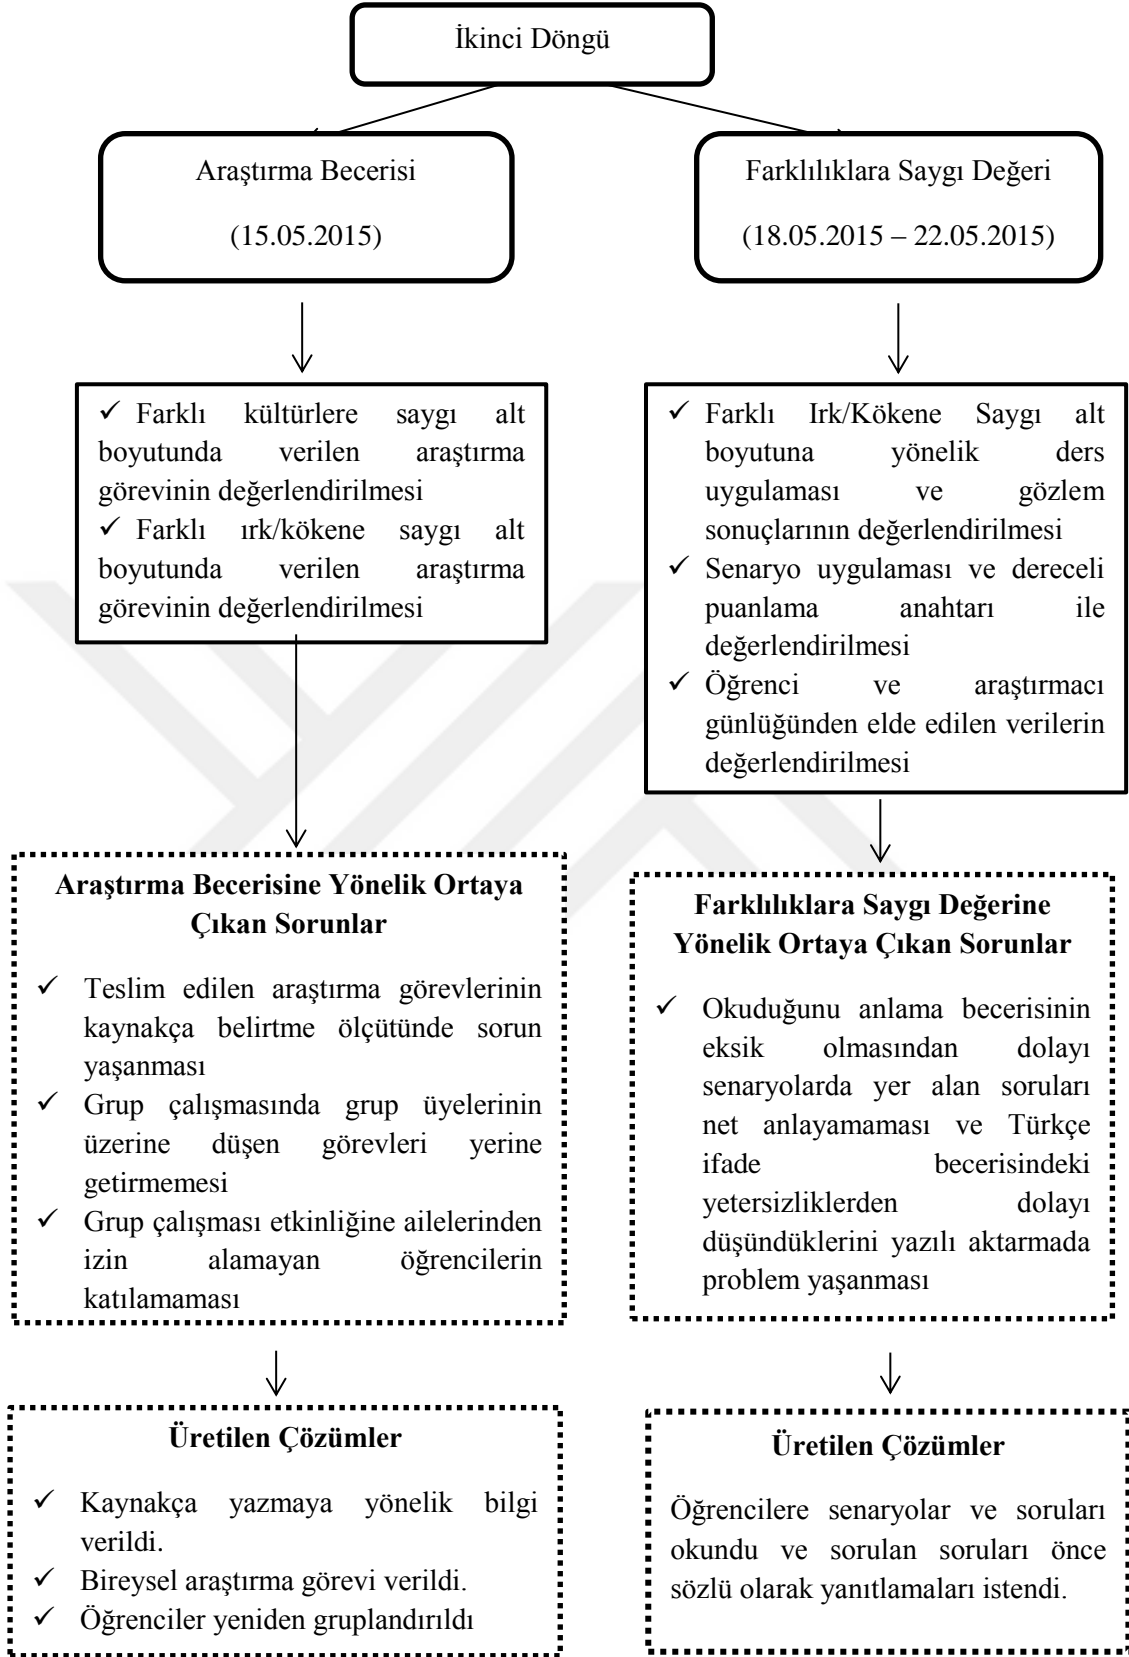 İkinci Döngü
Araştırma Becerisi
(15.05.2015)
Farklılıklara Saygı Değeri
(18.05.2015 – 22.05.2015)
✓ Farklı kültürlere saygı alt
boyutunda verilen araştırma
görevinin değerlendirilmesi
✓ Farklı ırk/kökene saygı alt
boyutunda verilen araştırma
görevinin değerlendirilmesi
✓ Farklı Irk/Kökene Saygı alt
boyutuna yönelik ders
uygulaması ve gözlem
sonuçlarının değerlendirilmesi
✓ Senaryo uygulaması ve dereceli
puanlama anahtarı ile
değerlendirilmesi
✓ Öğrenci ve araştırmacı
günlüğünden elde edilen verilerin
değerlendirilmesi
Araştırma Becerisine Yönelik Ortaya
Çıkan Sorunlar
✓ Teslim edilen araştırma görevlerinin
kaynakça belirtme ölçütünde sorun
yaşanması
✓ Grup çalışmasında grup üyelerinin
üzerine düşen görevleri yerine
getirmemesi
✓ Grup çalışması etkinliğine ailelerinden
izin alamayan öğrencilerin
katılamaması
Farklılıklara Saygı Değerine
Yönelik Ortaya Çıkan Sorunlar
✓ Okuduğunu anlama becerisinin
eksik olmasından dolayı
senaryolarda yer alan soruları
net anlayamaması ve Türkçe
ifade becerisindeki
yetersizliklerden dolayı
düşündüklerini yazılı aktarmada
problem yaşanması
Üretilen Çözümler
✓ Kaynakça yazmaya yönelik bilgi
verildi.
✓ Bireysel araştırma görevi verildi.
✓ Öğrenciler yeniden gruplandırıldı
Üretilen Çözümler
Öğrencilere senaryolar ve soruları
okundu ve sorulan soruları önce
sözlü olarak yanıtlamaları istendi.